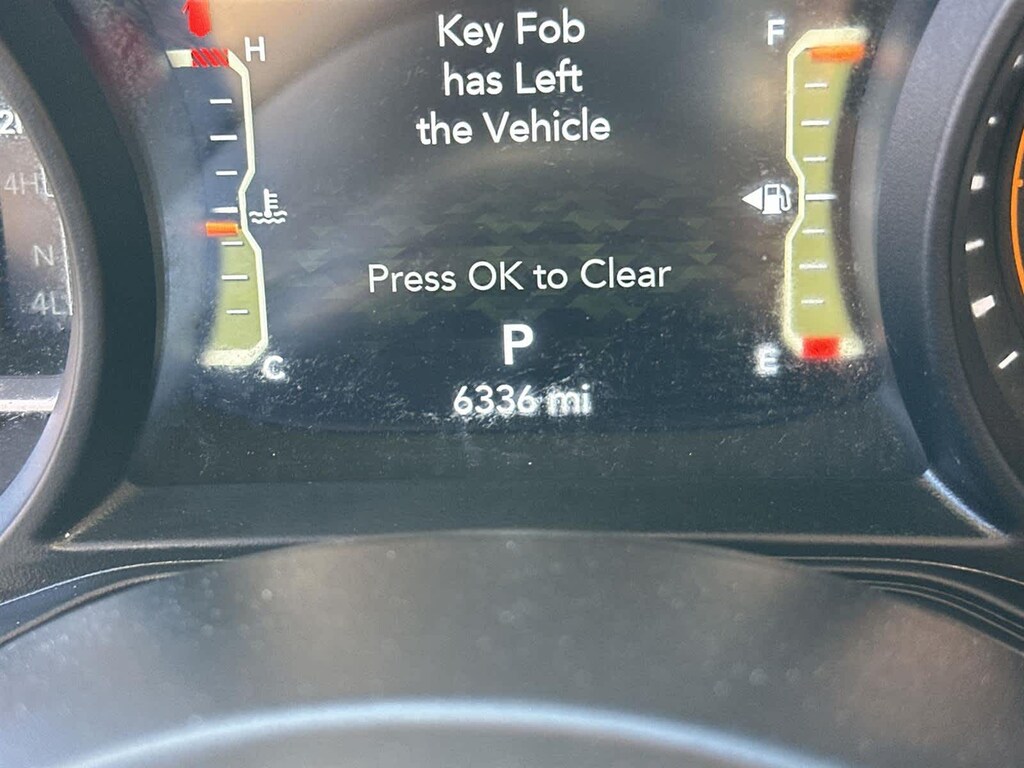 H
Key Fob
has Left
the Vehicle
F
4H
N
4L
Press OK to Clear
P
C
E
6336 mi